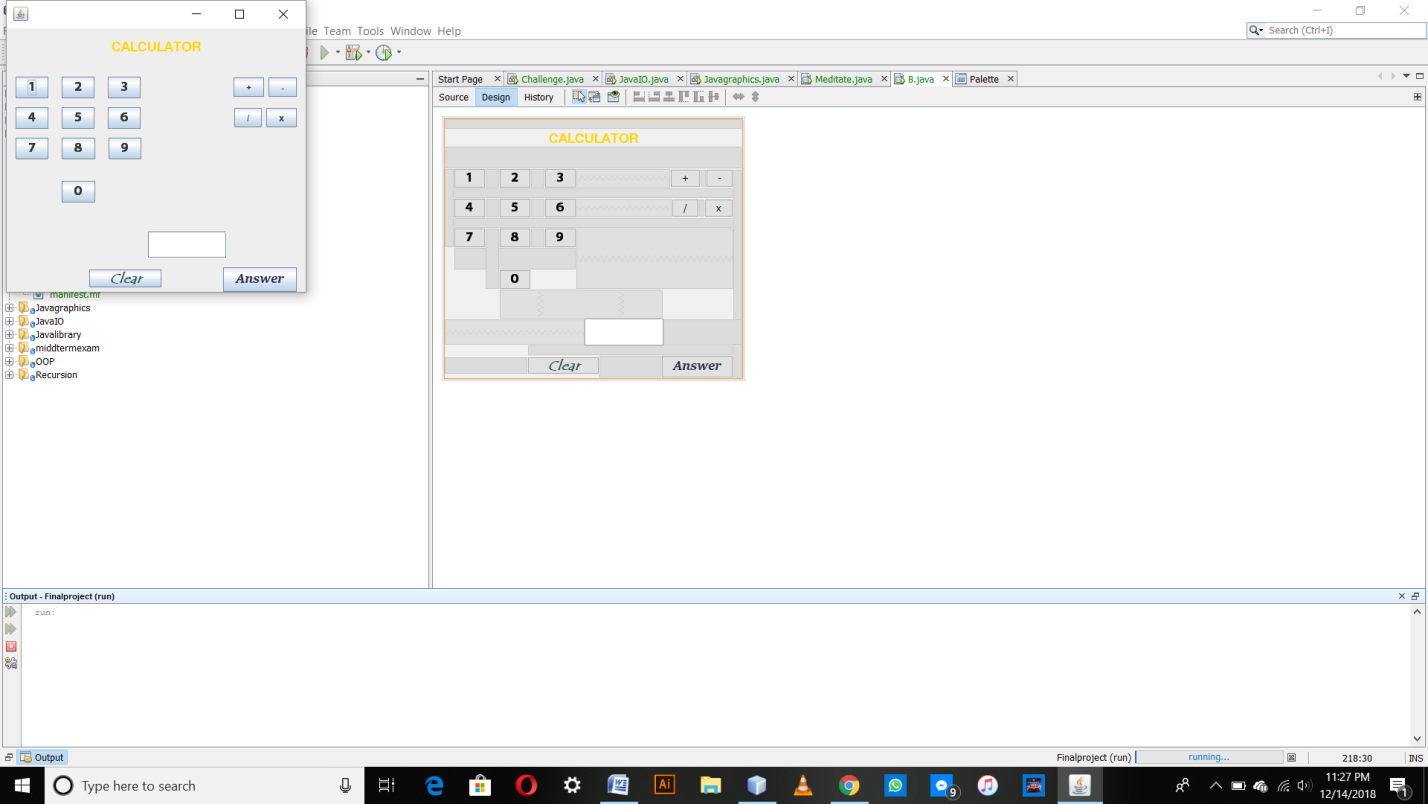 ile Team Tools Window Help
Search (Ctrl+I)
CALCULATOR
1 2 3 + -
4 5 6 / x
7 8 9
0
Clear Answer
Start Page Challenge.java JavaIO.java Javagraphics.java Meditate.java B.java Palette
Source Design History
CALCULATOR
1 2 3 + -
4 5 6 / x
7 8 9
0
Clear Answer
manifest.mf
Javagraphics
JavaIO
Javalibrary
middtermexam
OOP
Recursion
Output - Finalproject (run)
run:
Output
Finalproject (run) running... 218:30 INS
Type here to search
Ai
9
11:27 PM
12/14/2018
1